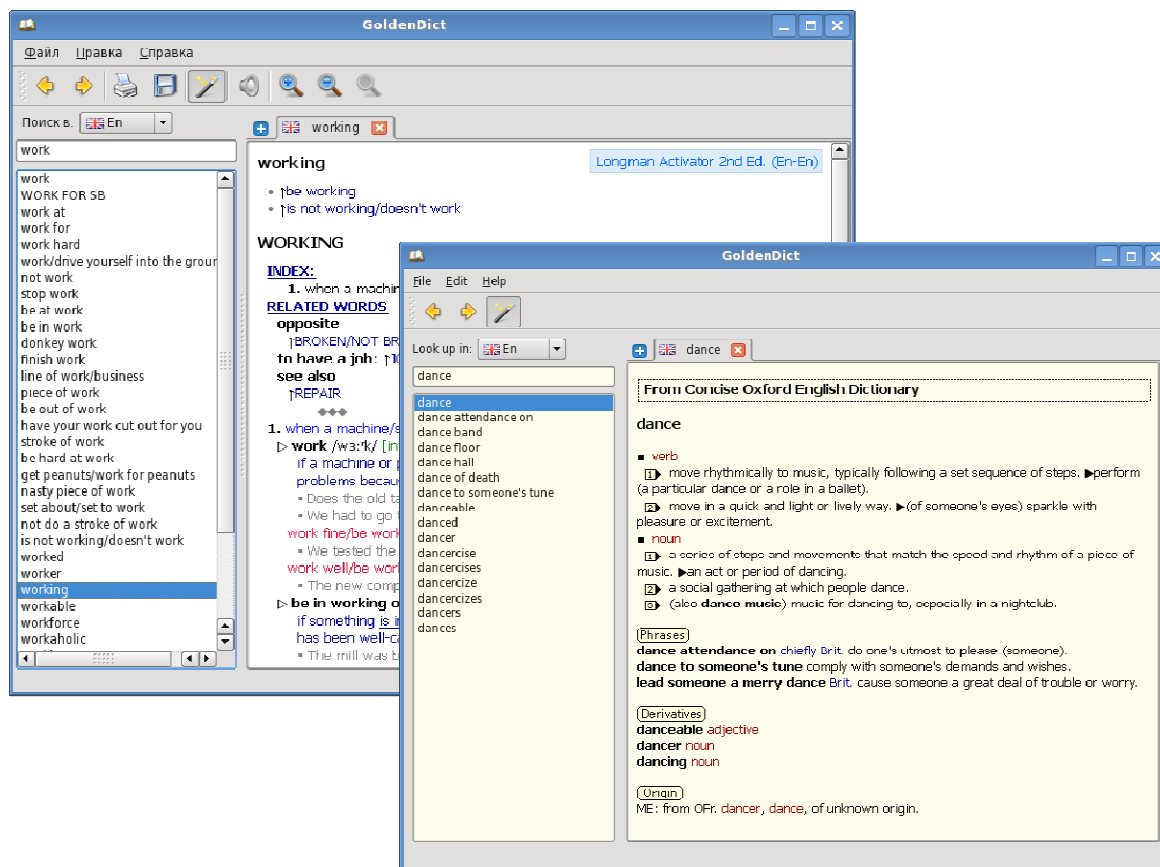 GoldenDict
Файл Правка Справка
Поиск в: En
working
work
work
WORK FOR SB
work at
work for
work hard
work/drive yourself into the grour
not work
stop work
be at work
be in work
donkey work
finish work
line of work/business
piece of work
be out of work
have your work cut out for you
stroke of work
be hard at work
get peanuts/work for peanuts
nasty piece of work
set about/set to work
not do a stroke of work
is not working/doesn't work
worked
worker
working
workable
workforce
workaholic
working
Longman Activator 2nd Ed. (En-En)
• ↑be working
• ↑is not working/doesn't work
WORKING
INDEX:
1. when a machin
RELATED WORDS
opposite
↑BROKEN/NOT BR
to have a job: ↑
see also
↑REPAIR
◆◆◆
1. when a machine/s
▷ work /wɜːʳk/ [in
if a machine or p
problems becaus
▪ Does the old ta
▪ We had to go t
work fine/be work
▪ We tested the
work well/be work
▪ The new comp
▷ be in working o
if something is i
has been well-ca
▪ The mill was b
GoldenDict
File Edit Help
Look up in: En
dance
dance
dance
dance attendance on
dance band
dance floor
dance hall
dance of death
dance to someone's tune
danceable
danced
dancer
dancercise
dancercises
dancercize
dancercizes
dancers
dances
From Concise Oxford English Dictionary
dance
■ verb
1 move rhythmically to music, typically following a set sequence of steps. ▶perform
(a particular dance or a role in a ballet).
2 move in a quick and light or lively way. ▶(of someone's eyes) sparkle with
pleasure or excitement.
■ noun
1 a series of steps and movements that match the speed and rhythm of a piece of
music. ▶an act or period of dancing.
2 a social gathering at which people dance.
3 (also dance music) music for dancing to, especially in a nightclub.
Phrases
dance attendance on chiefly Brit. do one's utmost to please (someone).
dance to someone's tune comply with someone's demands and wishes.
lead someone a merry dance Brit. cause someone a great deal of trouble or worry.
Derivatives
danceable adjective
dancer noun
dancing noun
Origin
ME: from OFr. dancer, dance, of unknown origin.